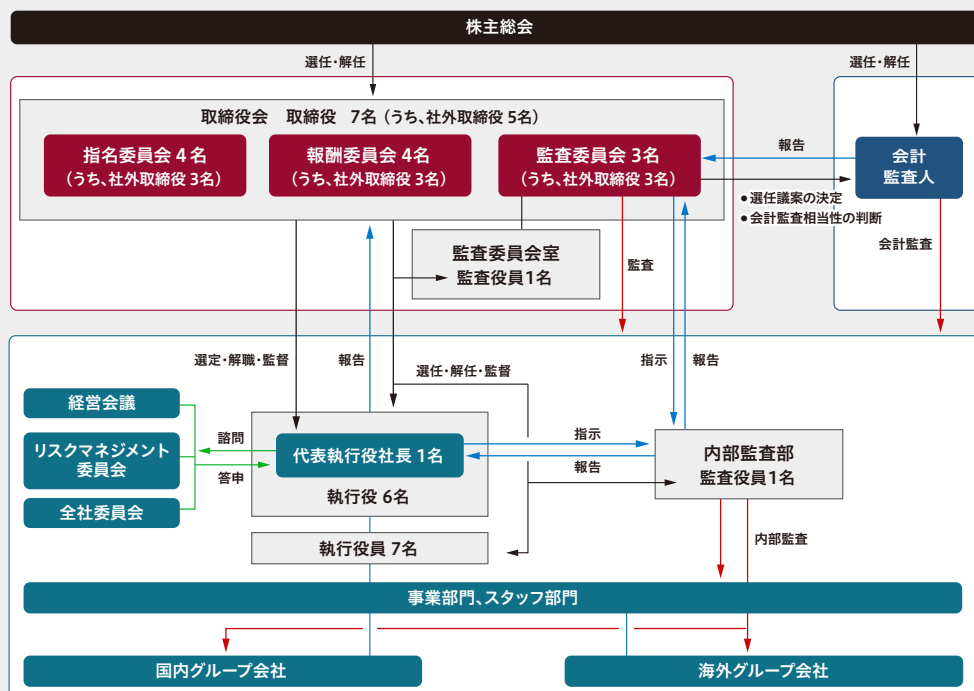 株主総会
選任・解任
選任・解任
取締役会　取締役　7名（うち、社外取締役 5名）
指名委員会 4 名
（うち、社外取締役 3名）
報酬委員会 4名
（うち、社外取締役 3名）
監査委員会 3名
（うち、社外取締役 3名）
報告
会計
監査人
●選任議案の決定
●会計監査相当性の判断
監査委員会室
監査役員1名
監査
会計監査
選定・解職・監督
報告
選任・解任・監督
指示
報告
経営会議
リスクマネジメント
委員会
全社委員会
諮問
答申
代表執行役社長 1名
執行役 6名
指示
報告
内部監査部
監査役員1名
執行役員 7名
内部監査
事業部門、スタッフ部門
国内グループ会社
海外グループ会社